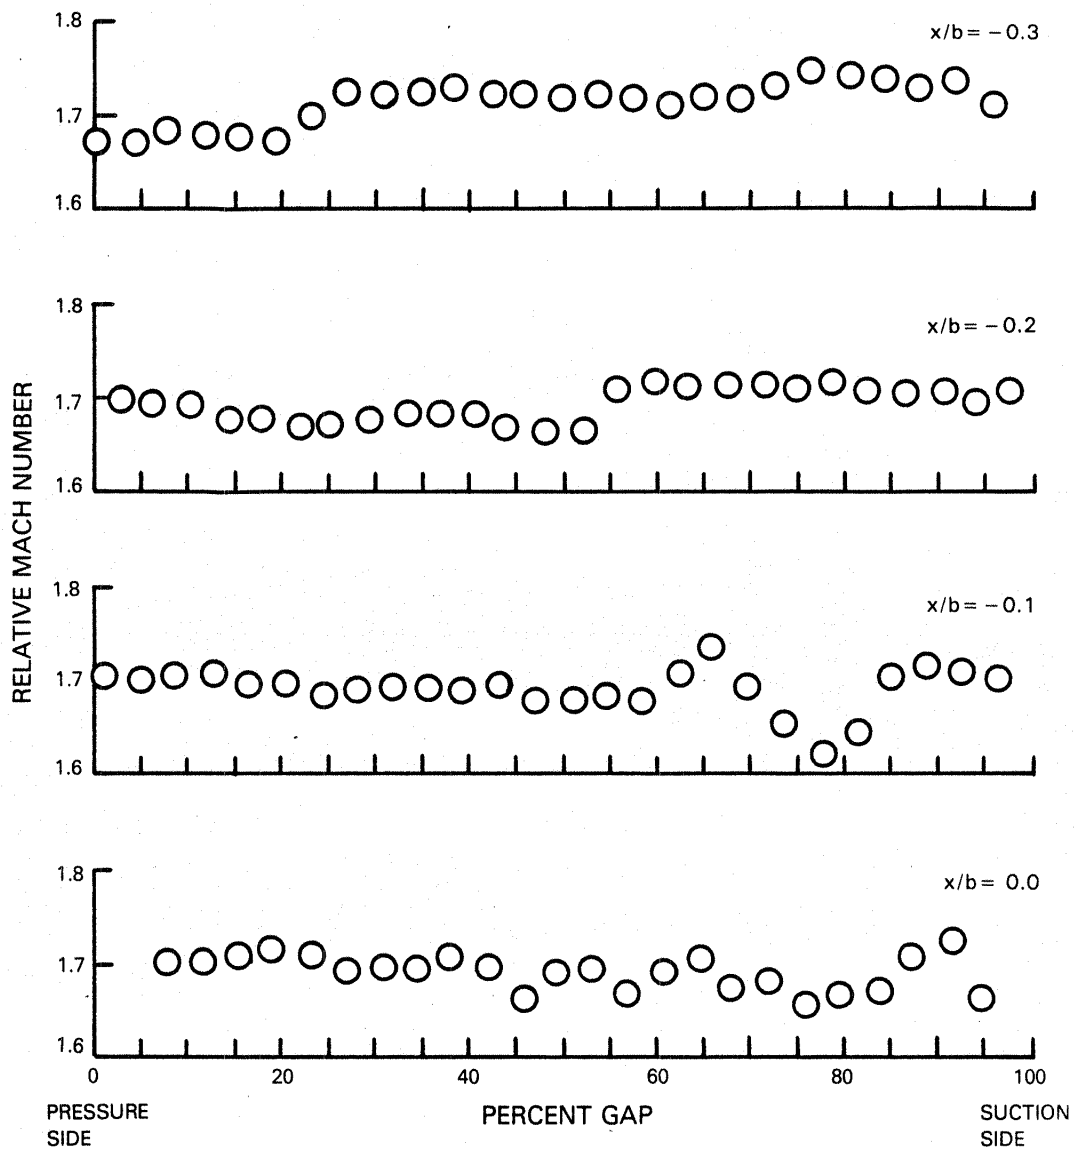 1.8
x/b= -0.3
1.7
1.6
1.8
x/b= -0.2
1.7
1.6
RELATIVE MACH NUMBER
1.8
x/b= -0.1
1.7
1.6
1.8
x/b= 0.0
1.7
1.6
0 20 40 60 80 100
PRESSURE SIDE
PERCENT GAP
SUCTION SIDE